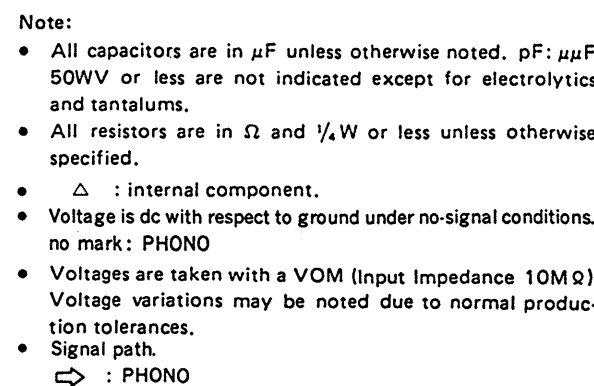 Note:
• All capacitors are in μF unless otherwise noted. pF: μμF
50WV or less are not indicated except for electrolytics
and tantalums.
• All resistors are in Ω and ¼W or less unless otherwise
specified.
• △ : internal component.
• Voltage is dc with respect to ground under no-signal conditions.
no mark: PHONO
• Voltages are taken with a VOM (Input Impedance 10MΩ)
Voltage variations may be noted due to normal produc-
tion tolerances.
• Signal path.
⇨ : PHONO